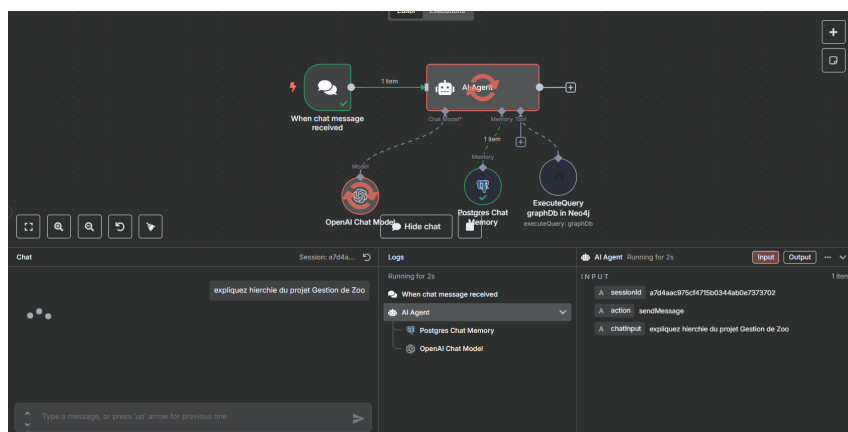 Editor Executions
1 item
AI Agent
When chat message
received
Chat Model*
Memory
Tool
1 item
Model
Memory
OpenAI Chat Model
Hide chat
Postgres Chat
Memory
ExecuteQuery
graphDb in Neo4j
executeQuery: graphDb
Chat
Session: a7d4a...
Logs
AI Agent Running for 2s
Input
Output
Running for 2s
INPUT
1 item
expliquez hierchie du projet Gestion de Zoo
When chat message received
A sessionId a7d4aac975cf4715b0344ab0e7373702
AI Agent
A action sendMessage
Postgres Chat Memory
A chatInput expliquez hierchie du projet Gestion de Zoo
OpenAI Chat Model
Type a message, or press 'up' arrow for previous one